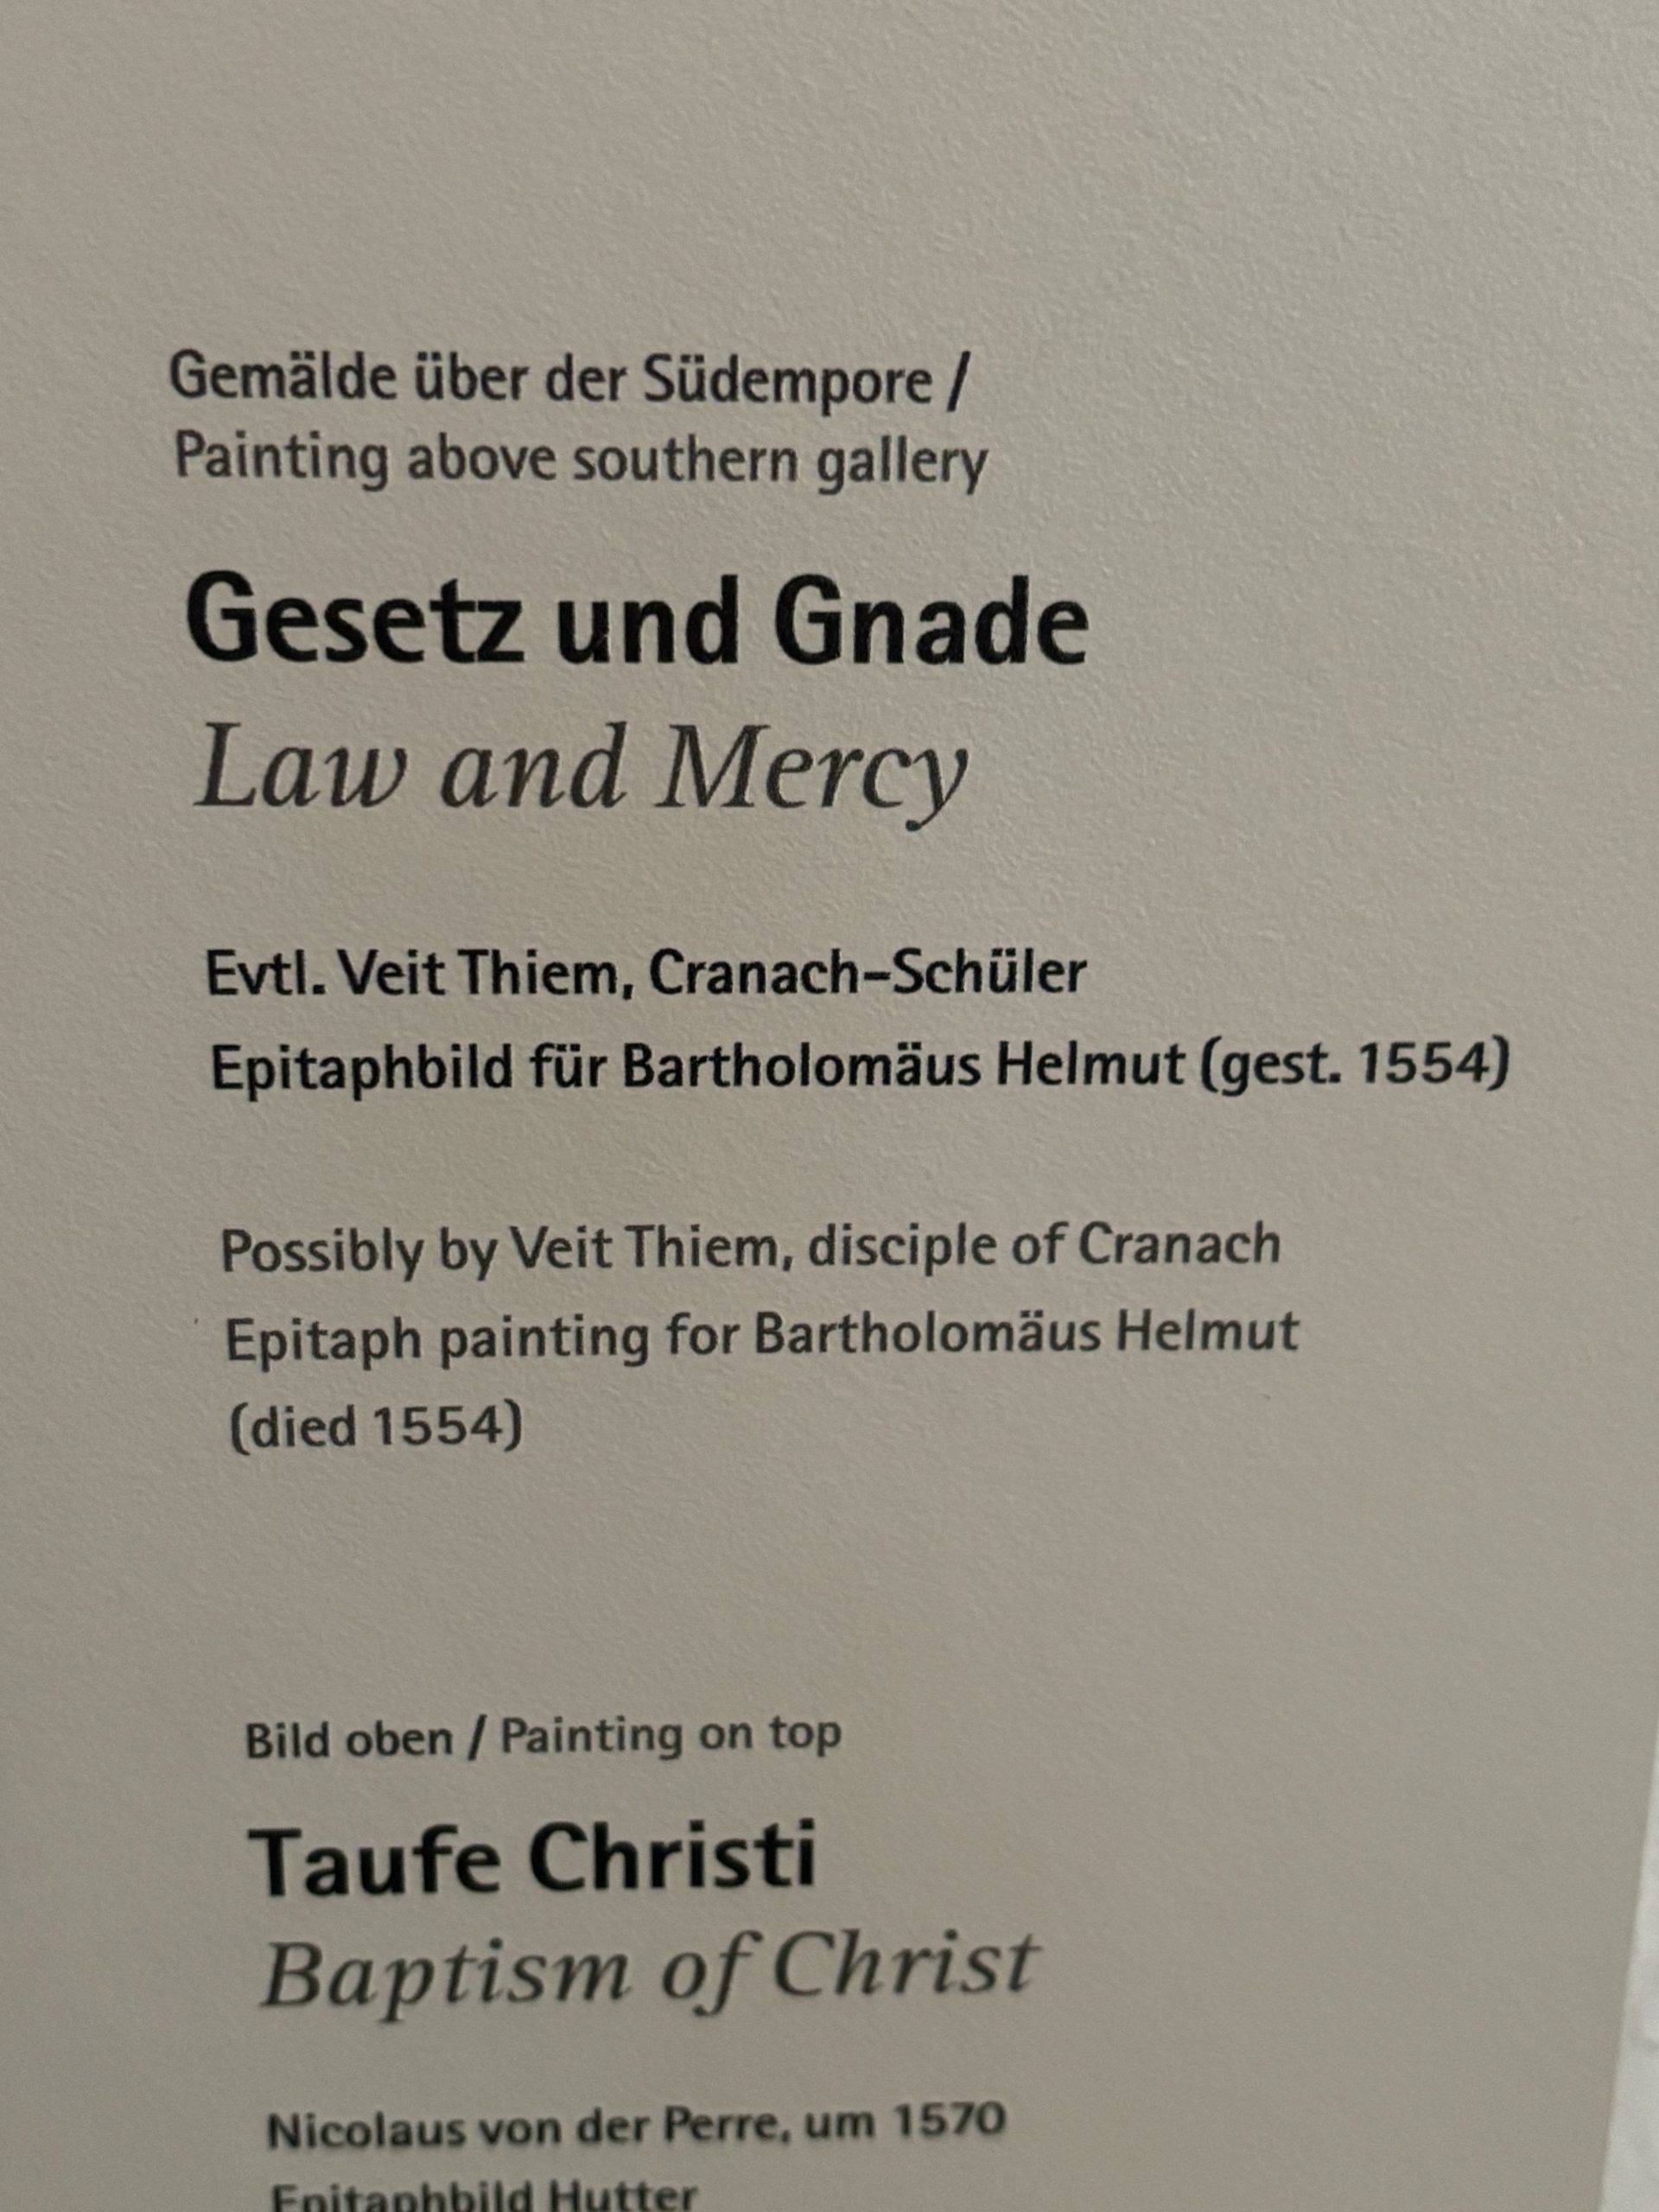 Gemälde über der Südempore /
Painting above southern gallery
Gesetz und Gnade
Law and Mercy
Evtl. Veit Thiem, Cranach-Schüler
Epitaphbild für Bartholomäus Helmut (gest. 1554)
Possibly by Veit Thiem, disciple of Cranach
Epitaph painting for Bartholomäus Helmut
(died 1554)
Bild oben / Painting on top
Taufe Christi
Baptism of Christ
Nicolaus von der Perre, um 1570
Epitaphbild Hutter